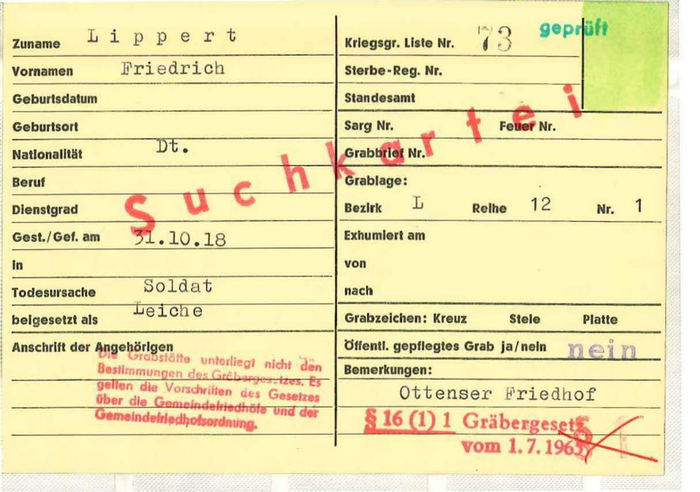 Zuname L i p p e r t
Vornamen Friedrich
Geburtsdatum
Geburtsort
Nationalität Dt.
Beruf
Dienstgrad
Gest./Gef. am 31.10.18
in
Todesursache Soldat
beigesetzt als Leiche
Anschrift der Angehörigen
Die Grabstätte unterliegt nicht den
Bestimmungen des Gräbergesetzes. Es
gelten die Vorschriften des Gesetzes
über die Gemeindefriedhöfe und der
Gemeindefriedhofsordnung.
Suchkartei
geprüft
Kriegsgr. Liste Nr. 73
Sterbe-Reg. Nr.
Standesamt
Sarg Nr. Feuer Nr.
Grabbrief Nr.
Grablage:
Bezirk L Reihe 12 Nr. 1
Exhumiert am
von
nach
Grabzeichen: Kreuz Stele Platte
Öffentl. gepflegtes Grab ja/nein nein
Bemerkungen:
Ottenser Friedhof
§ 16 (1) 1 Gräbergesetz
vom 1.7.1965